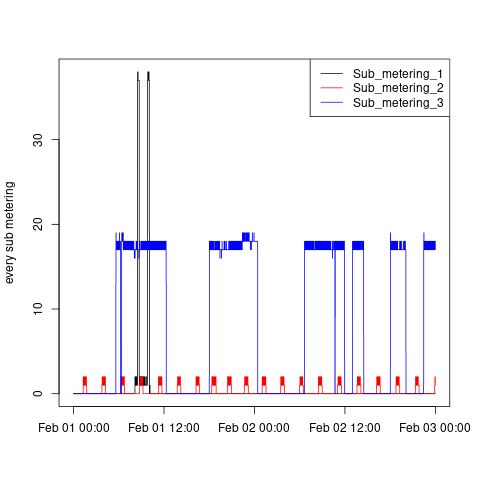 Sub_metering_1
Sub_metering_2
Sub_metering_3
every sub metering
30
20
10
0
Feb 01 00:00 Feb 01 12:00 Feb 02 00:00 Feb 02 12:00 Feb 03 00:00